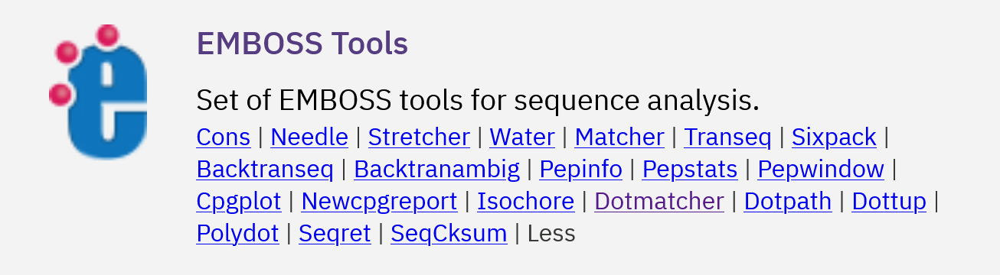 EMBOSS Tools
Set of EMBOSS tools for sequence analysis.
Cons | Needle | Stretcher | Water | Matcher | Transeq | Sixpack |
Backtranseq | Backtranambig | Pepinfo | Pepstats | Pepwindow |
Cpgplot | Newcpgreport | Isochore | Dotmatcher | Dotpath | Dottup |
Polydot | Seqret | SeqCksum | Less